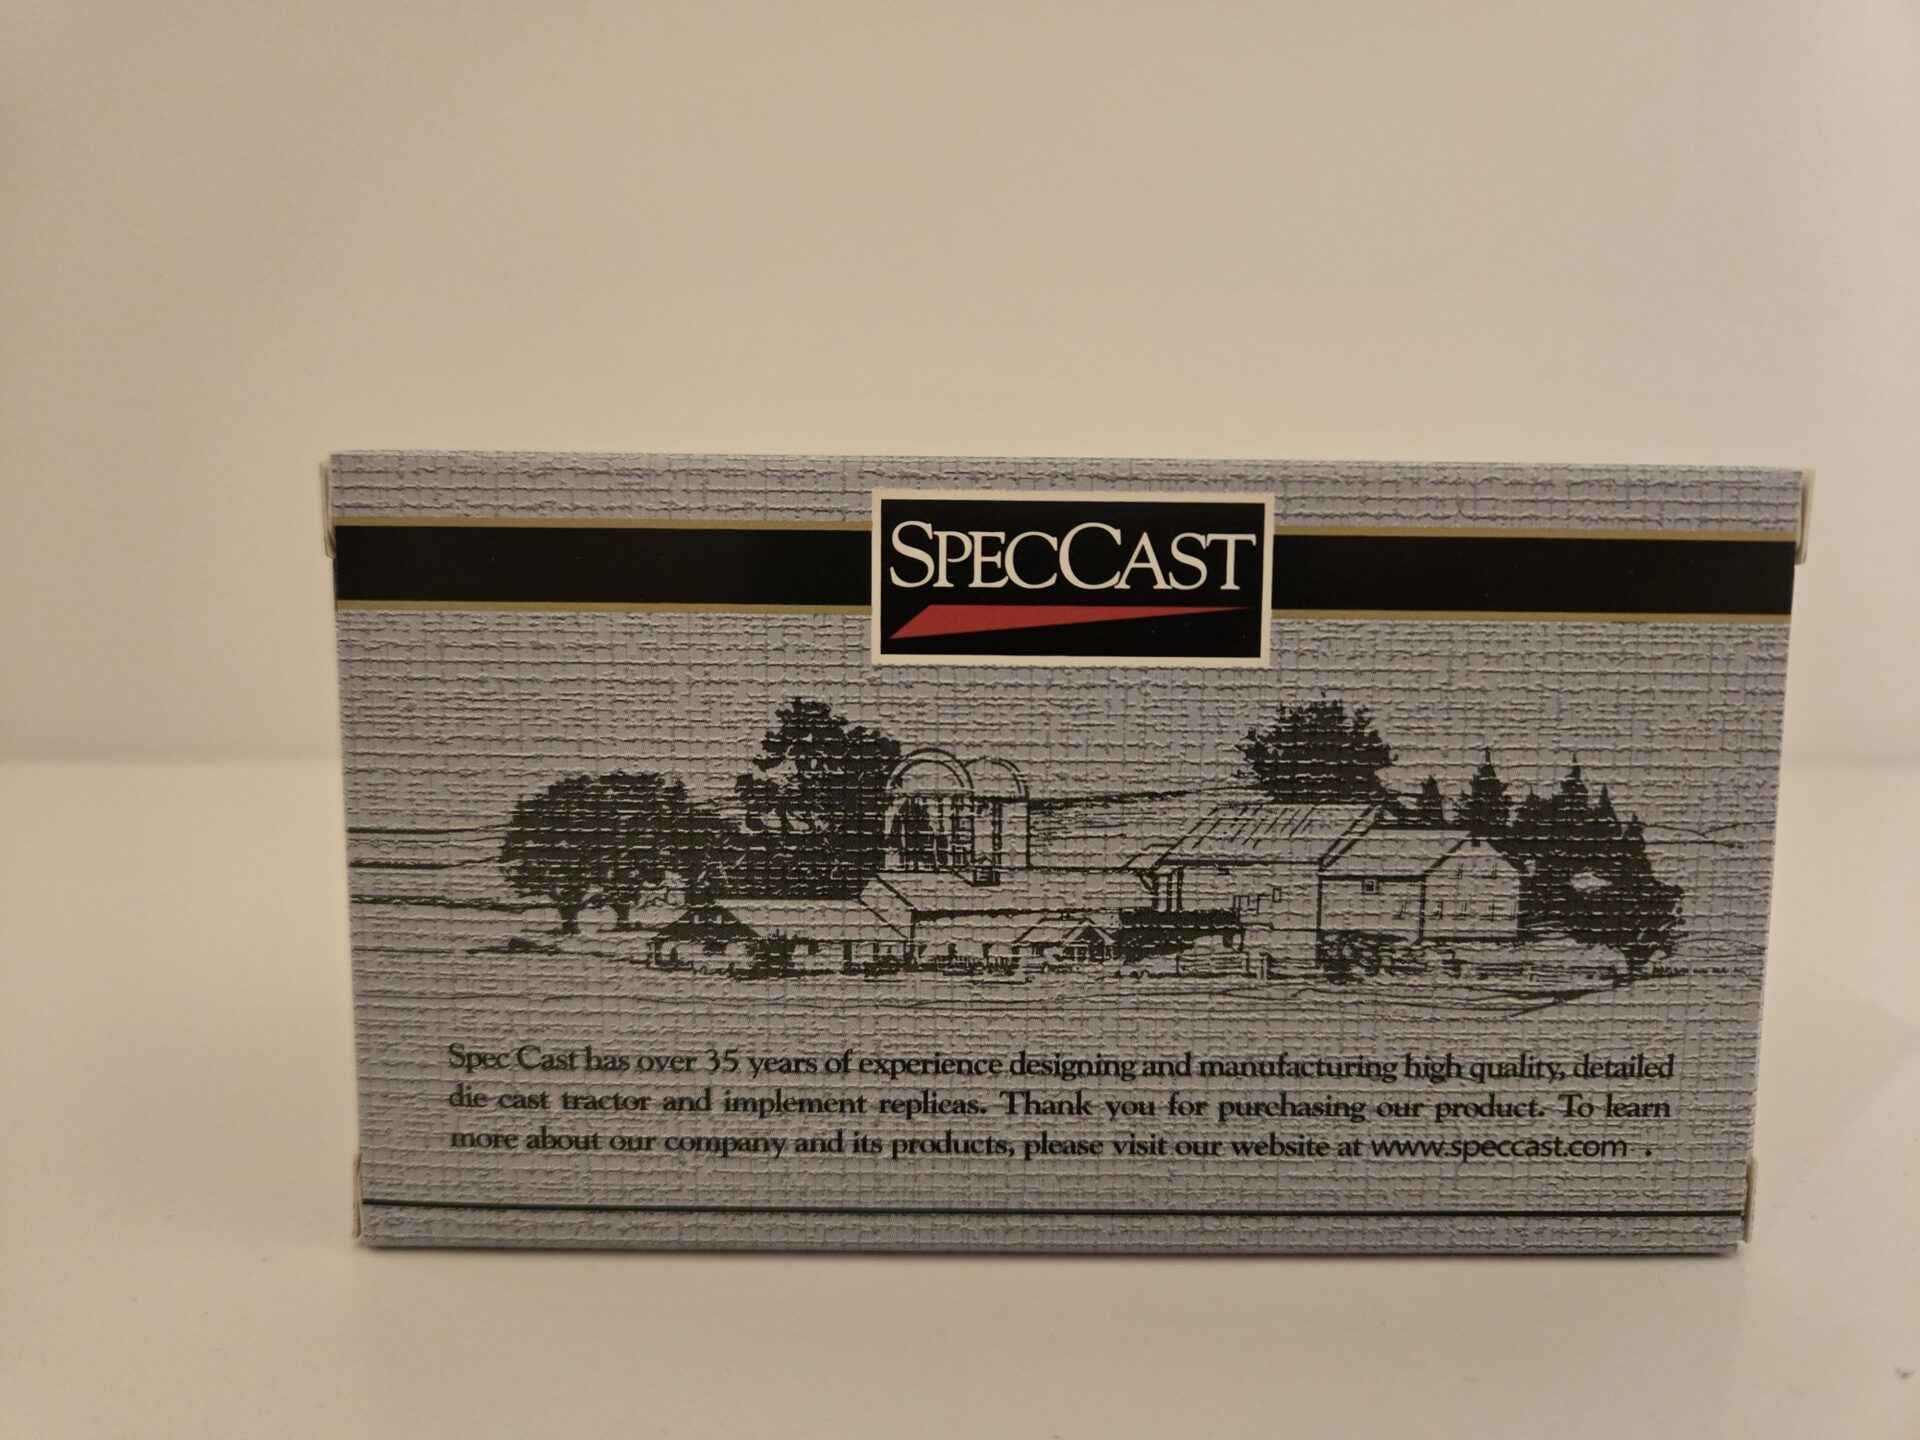 SPECCAST
Spec Cast has over 35 years of experience designing and manufacturing high quality, detailed
die cast tractor and implement replicas. Thank you for purchasing our product. To learn
more about our company and its products, please visit our website at www.speccast.com .